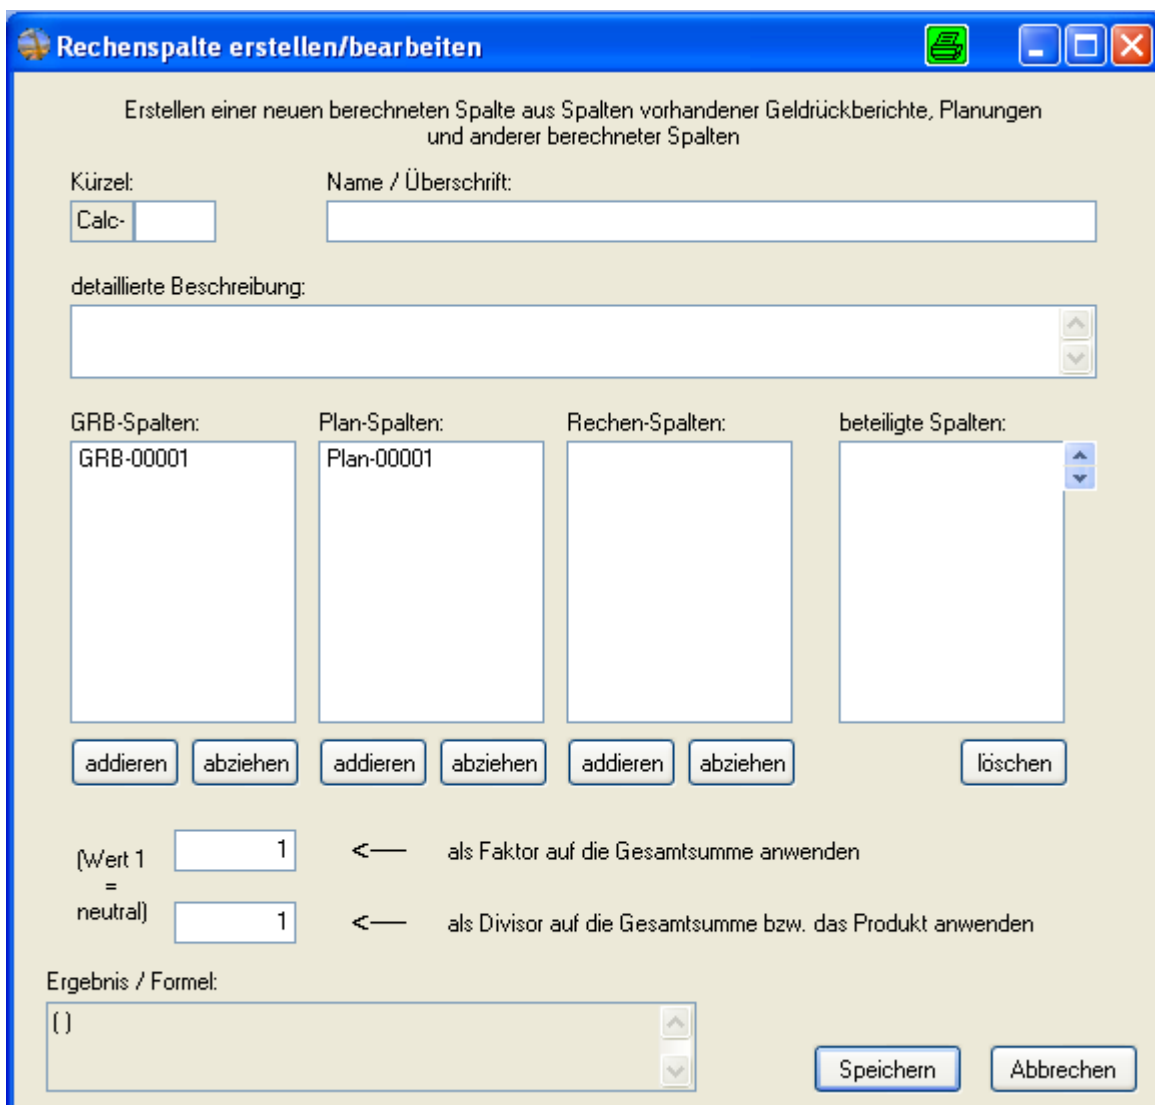 Rechenspalte erstellen/bearbeiten
Erstellen einer neuen berechneten Spalte aus Spalten vorhandener Geldrückberichte, Planungen
und anderer berechneter Spalten
Kürzel:
Name / Überschrift:
Calc-
detaillierte Beschreibung:
GRB-Spalten:
Plan-Spalten:
Rechen-Spalten:
beteiligte Spalten:
GRB-00001
Plan-00001
addieren
abziehen
addieren
abziehen
addieren
abziehen
löschen
(Wert 1
=
neutral)
1
<----
als Faktor auf die Gesamtsumme anwenden
1
<----
als Divisor auf die Gesamtsumme bzw. das Produkt anwenden
Ergebnis / Formel:
( )
Speichern
Abbrechen